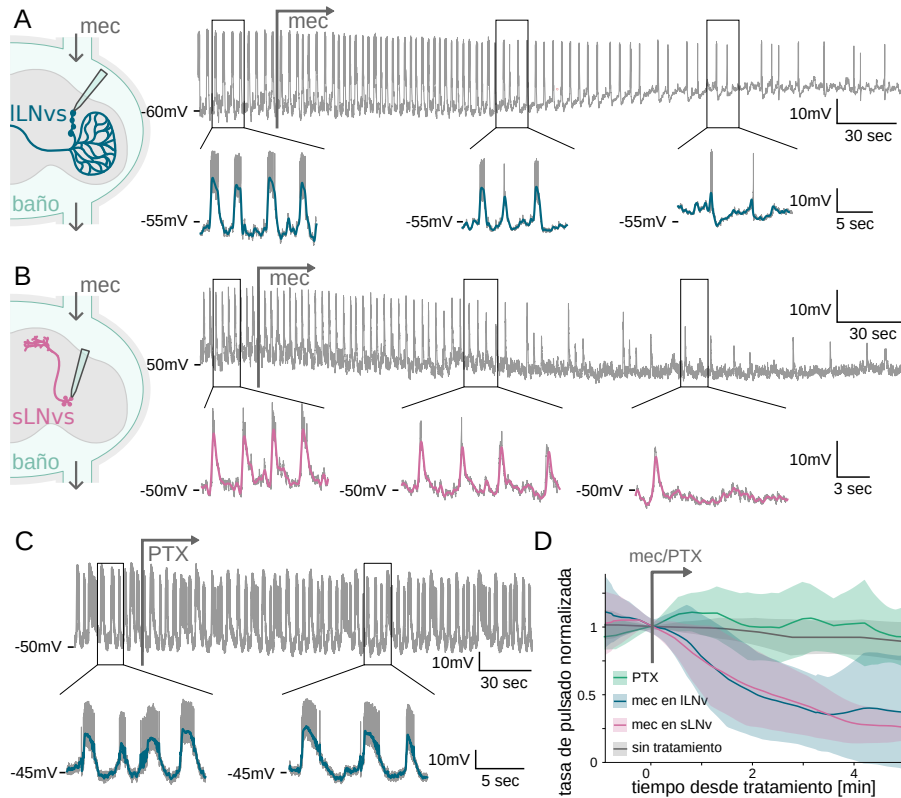 A
mec
lLNvs
baño
mec
-60mV
10mV
30 sec
-55mV
-55mV
-55mV
10mV
5 sec
B
mec
sLNvs
baño
mec
50mV
10mV
30 sec
-50mV
-50mV
-50mV
10mV
3 sec
C
PTX
-50mV
10mV
30 sec
-45mV
-45mV
10mV
5 sec
D
mec/PTX
tasa de pulsado normalizada
1
0.5
0
PTX
mec en lLNv
mec en sLNv
sin tratamiento
0 2 4
tiempo desde tratamiento [min]